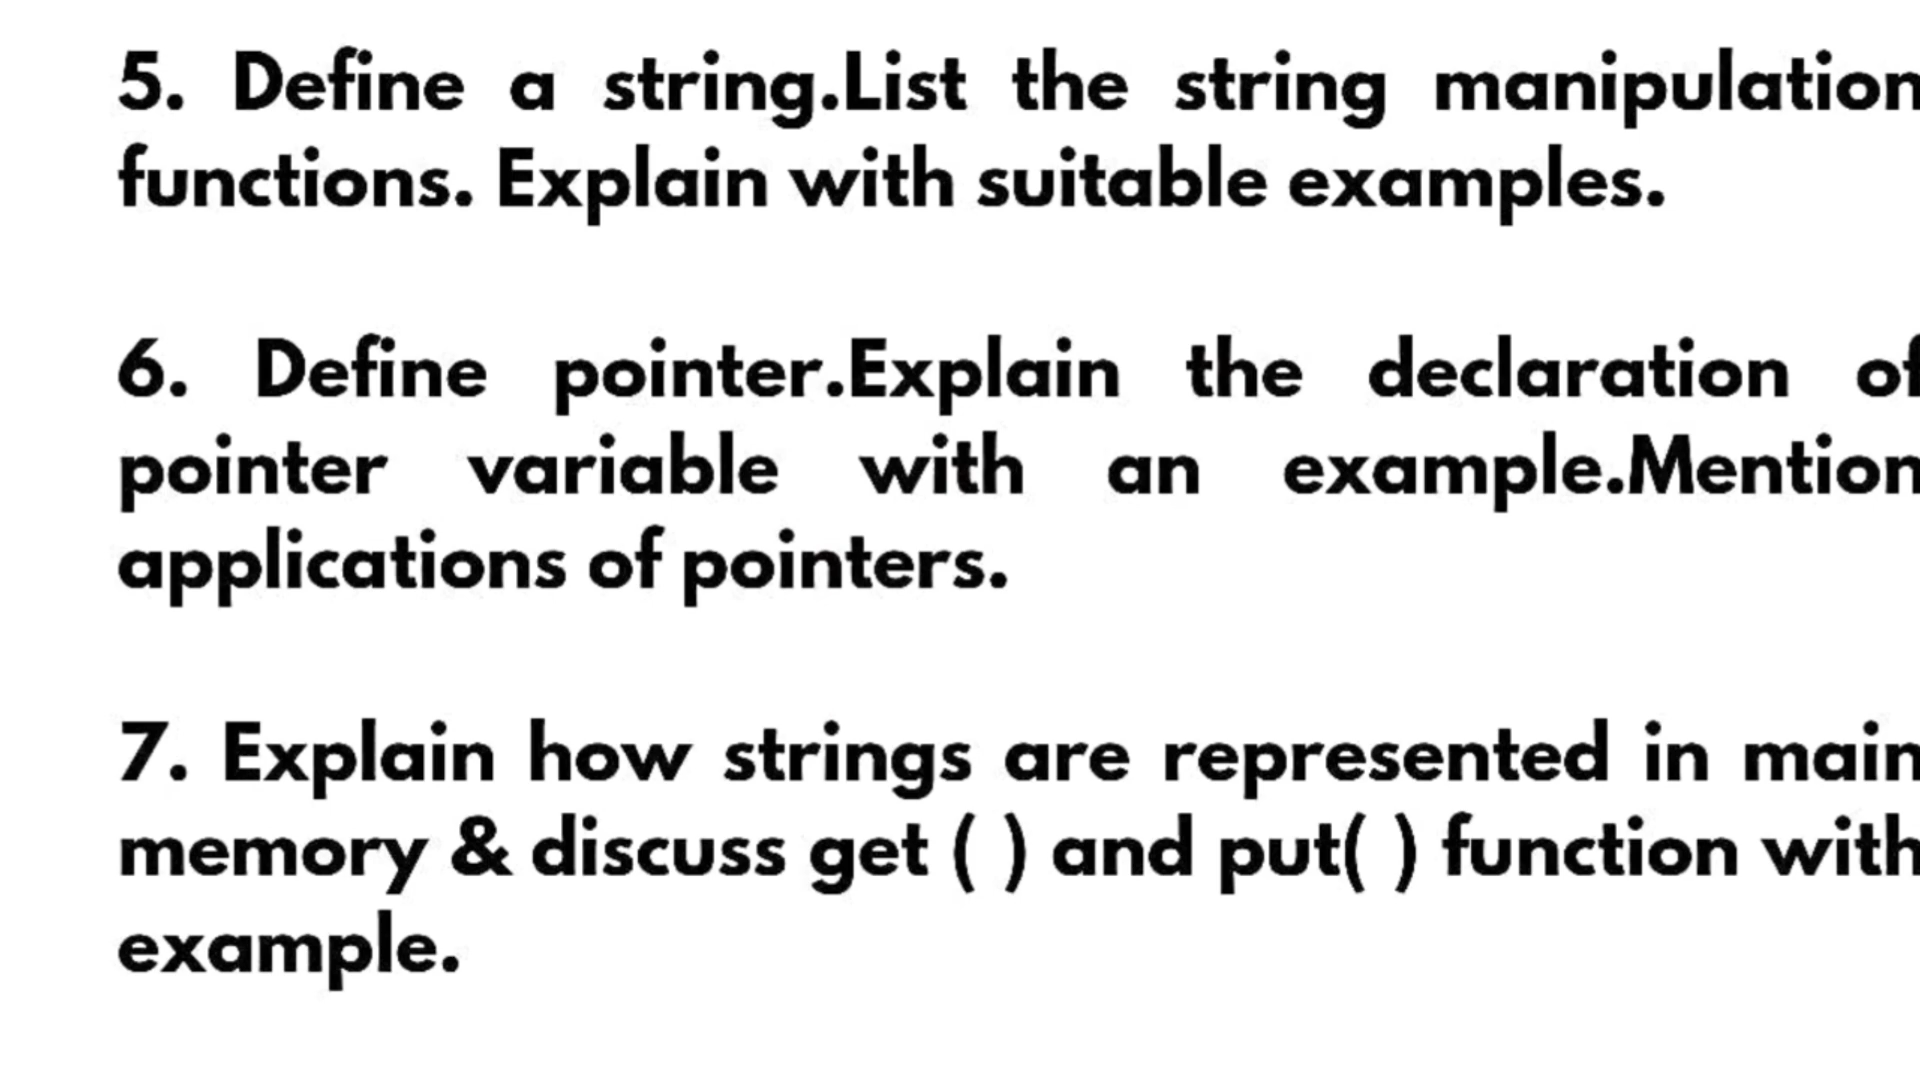 5. Define a string.List the string manipulation
functions. Explain with suitable examples.
6. Define pointer.Explain the declaration of
pointer variable with an example.Mention
applications of pointers.
7. Explain how strings are represented in main
memory & discuss get ( ) and put( ) function with
example.